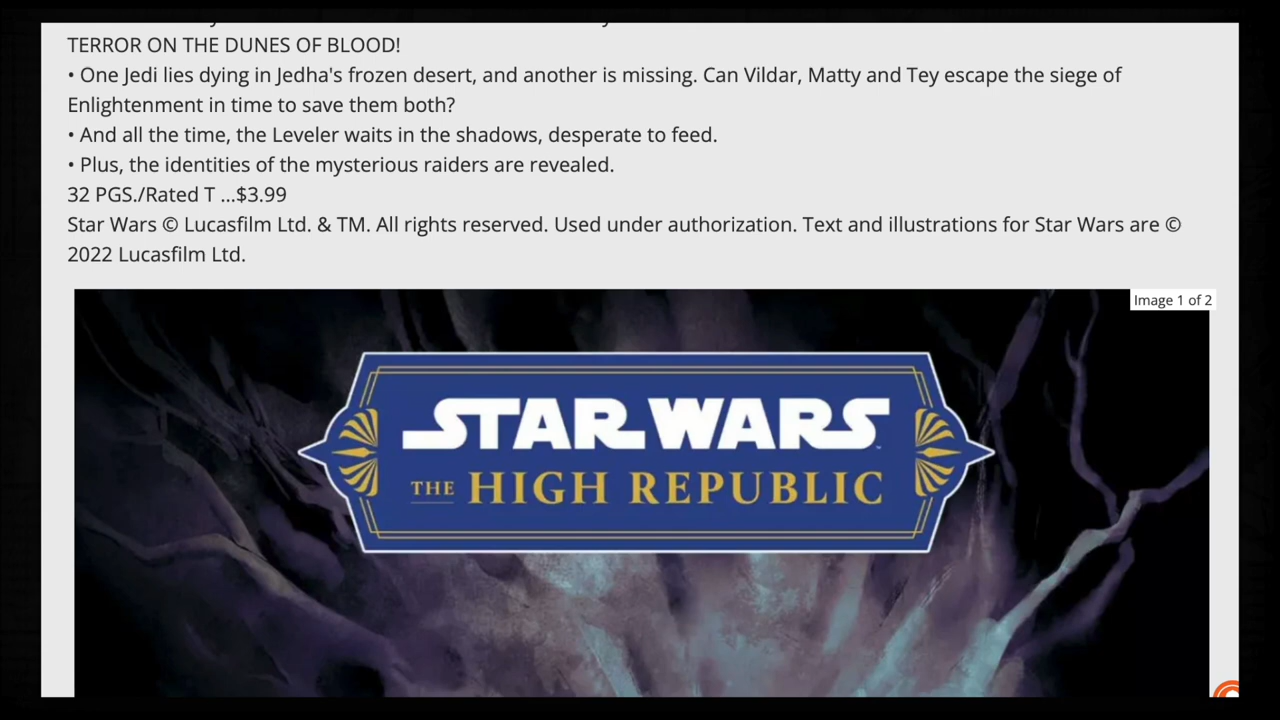 TERROR ON THE DUNES OF BLOOD!
• One Jedi lies dying in Jedha's frozen desert, and another is missing. Can Vildar, Matty and Tey escape the siege of
Enlightenment in time to save them both?
• And all the time, the Leveler waits in the shadows, desperate to feed.
• Plus, the identities of the mysterious raiders are revealed.
32 PGS./Rated T ...$3.99
Star Wars © Lucasfilm Ltd. & TM. All rights reserved. Used under authorization. Text and illustrations for Star Wars are ©
2022 Lucasfilm Ltd.
Image 1 of 2
STAR WARS
THE HIGH REPUBLIC